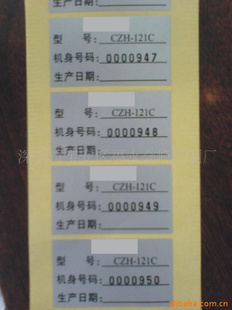 生产日期:
型 号: CZH-121C
机身号码: 0000947
生产日期:
型 号: CZH-121C
机身号码: 0000948
生产日期:
型 号: CZH-121C
机身号码: 0000949
生产日期:
型 号: CZH-121C
机身号码: 0000950
生产日期: